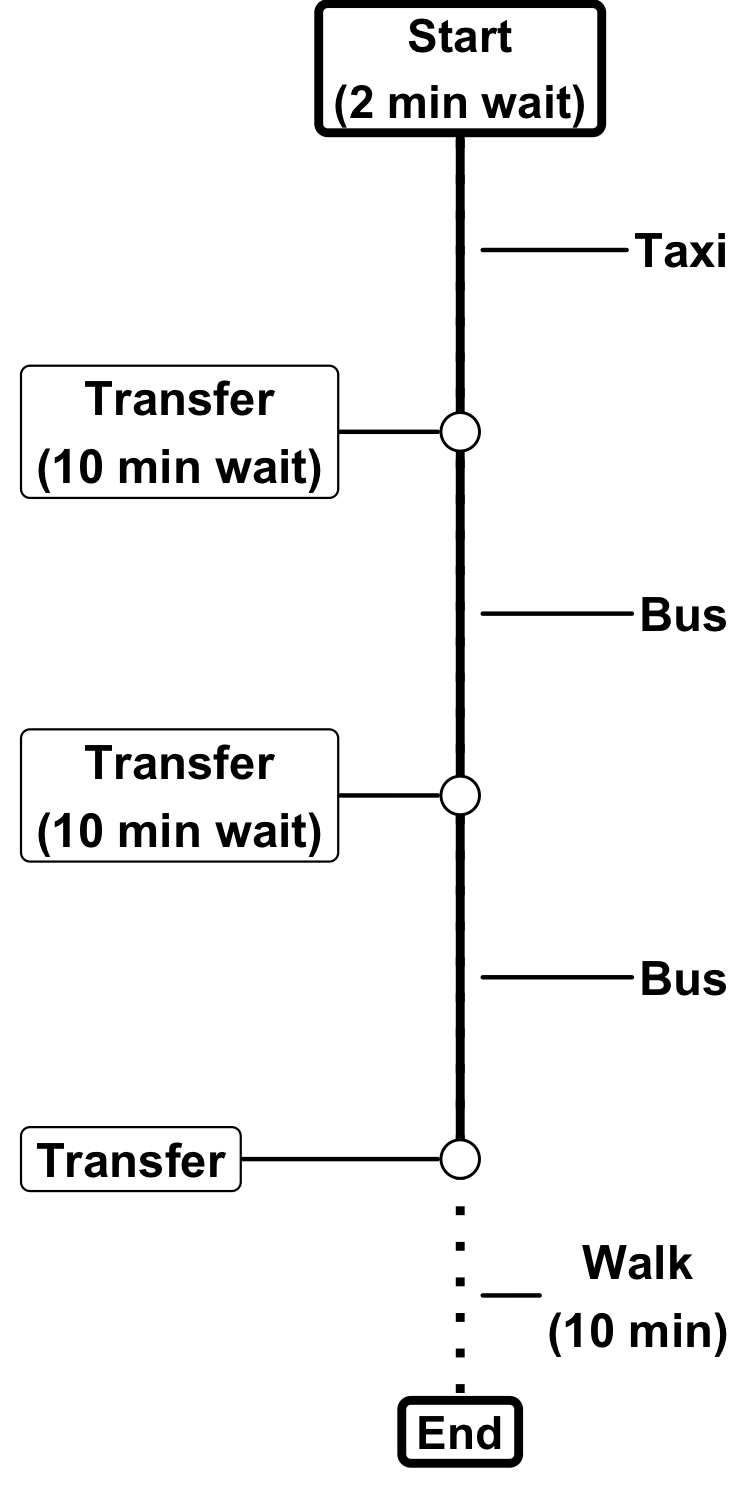 Start
(2 min wait)
Taxi
Transfer
(10 min wait)
Bus
Transfer
(10 min wait)
Bus
Transfer
Walk
(10 min)
End